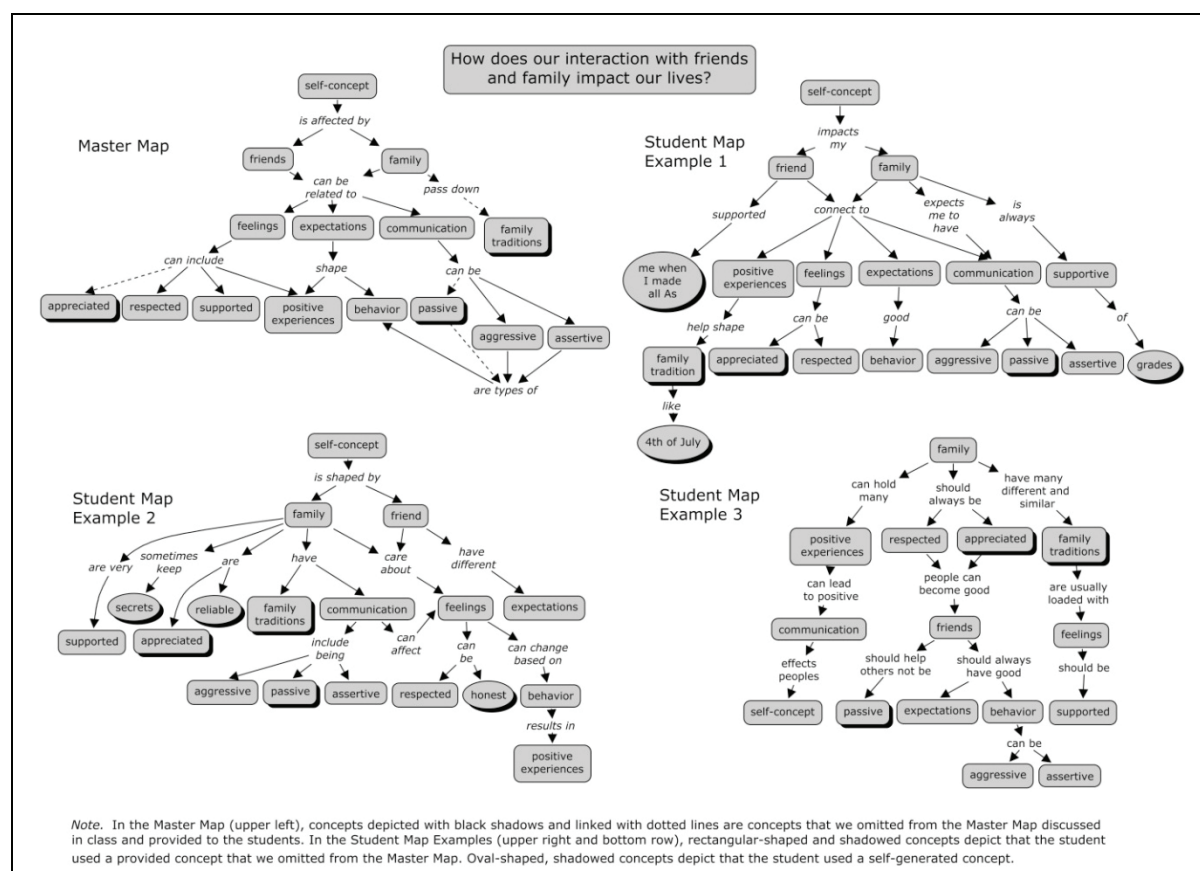 How does our interaction with friends
and family impact our lives?
Master Map
self-concept
is affected by
friends
family
can be
related to
pass down
feelings
expectations
communication
family
traditions
can include
shape
can be
appreciated
respected
supported
positive
experiences
behavior
passive
aggressive
assertive
are types of
Student Map
Example 1
self-concept
impacts
my
friend
family
supported
connect to
expects
me to
have
is
always
me when
I made
all As
positive
experiences
feelings
expectations
communication
supportive
help shape
can be
good
can be
of
family
tradition
appreciated
respected
behavior
aggressive
passive
assertive
grades
like
4th of July
Student Map
Example 2
self-concept
is shaped by
family
friend
are very
sometimes
keep
are
have
care
about
have
different
secrets
reliable
family
traditions
communication
feelings
expectations
supported
appreciated
include
being
can
affect
can
be
can change
based on
aggressive
passive
assertive
respected
honest
behavior
results in
positive
experiences
Student Map
Example 3
family
can hold
many
should
always be
have many
different and
similar
positive
experiences
respected
appreciated
family
traditions
can lead
to positive
people can
become good
are usually
loaded with
communication
friends
feelings
effects
peoples
should help
others not be
should always
have good
should be
self-concept
passive
expectations
behavior
supported
can be
aggressive
assertive
Note. In the Master Map (upper left), concepts depicted with black shadows and linked with dotted lines are concepts that we omitted from the Master Map discussed
in class and provided to the students. In the Student Map Examples (upper right and bottom row), rectangular-shaped and shadowed concepts depict that the student
used a provided concept that we omitted from the Master Map. Oval-shaped, shadowed concepts depict that the student used a self-generated concept.